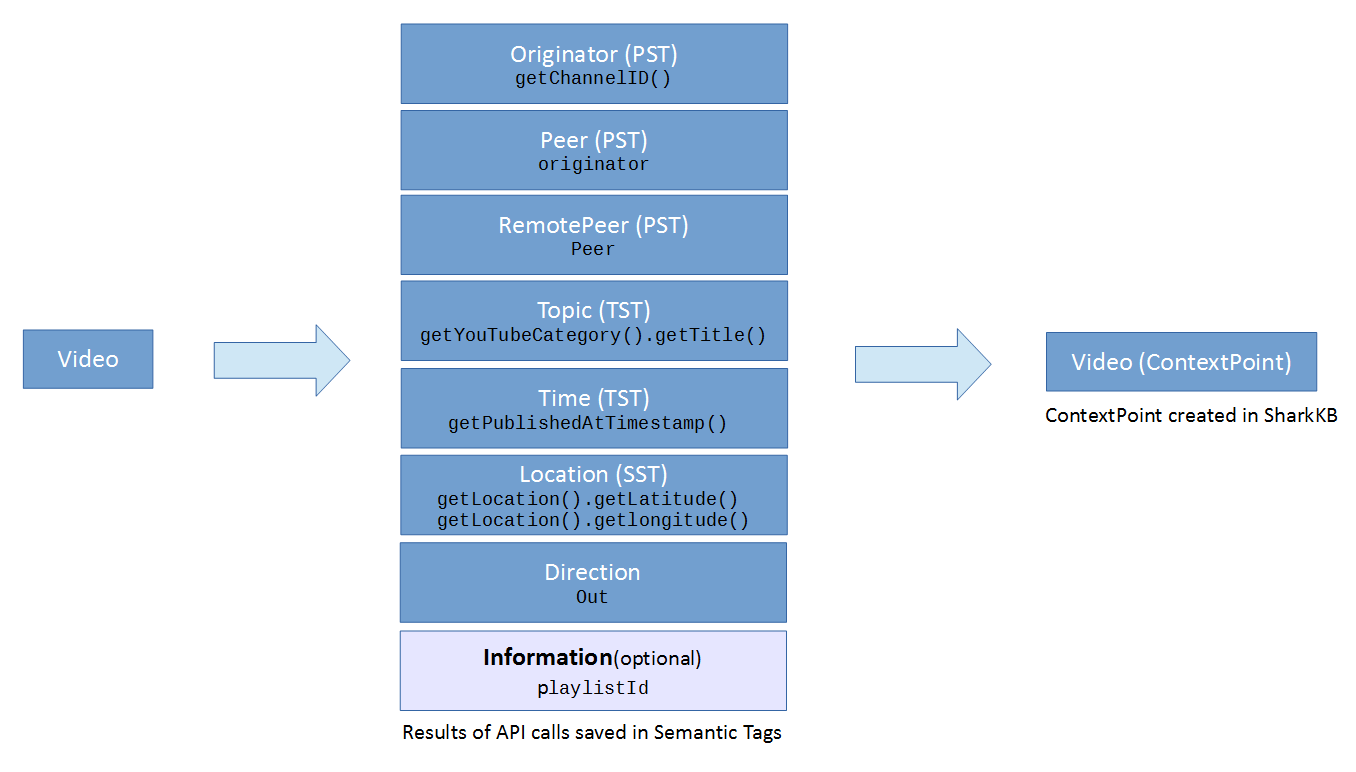 Originator (PST)
getChannelID()
Peer (PST)
originator
RemotePeer (PST)
Peer
Topic (TST)
getYouTubeCategory().getTitle()
Video
Time (TST)
getPublishedAtTimestamp()
Location (SST)
getLocation().getLatitude()
getLocation().getlongitude()
Direction
Out
Information(optional)
playlistId
Results of API calls saved in Semantic Tags
Video (ContextPoint)
ContextPoint created in SharkKB